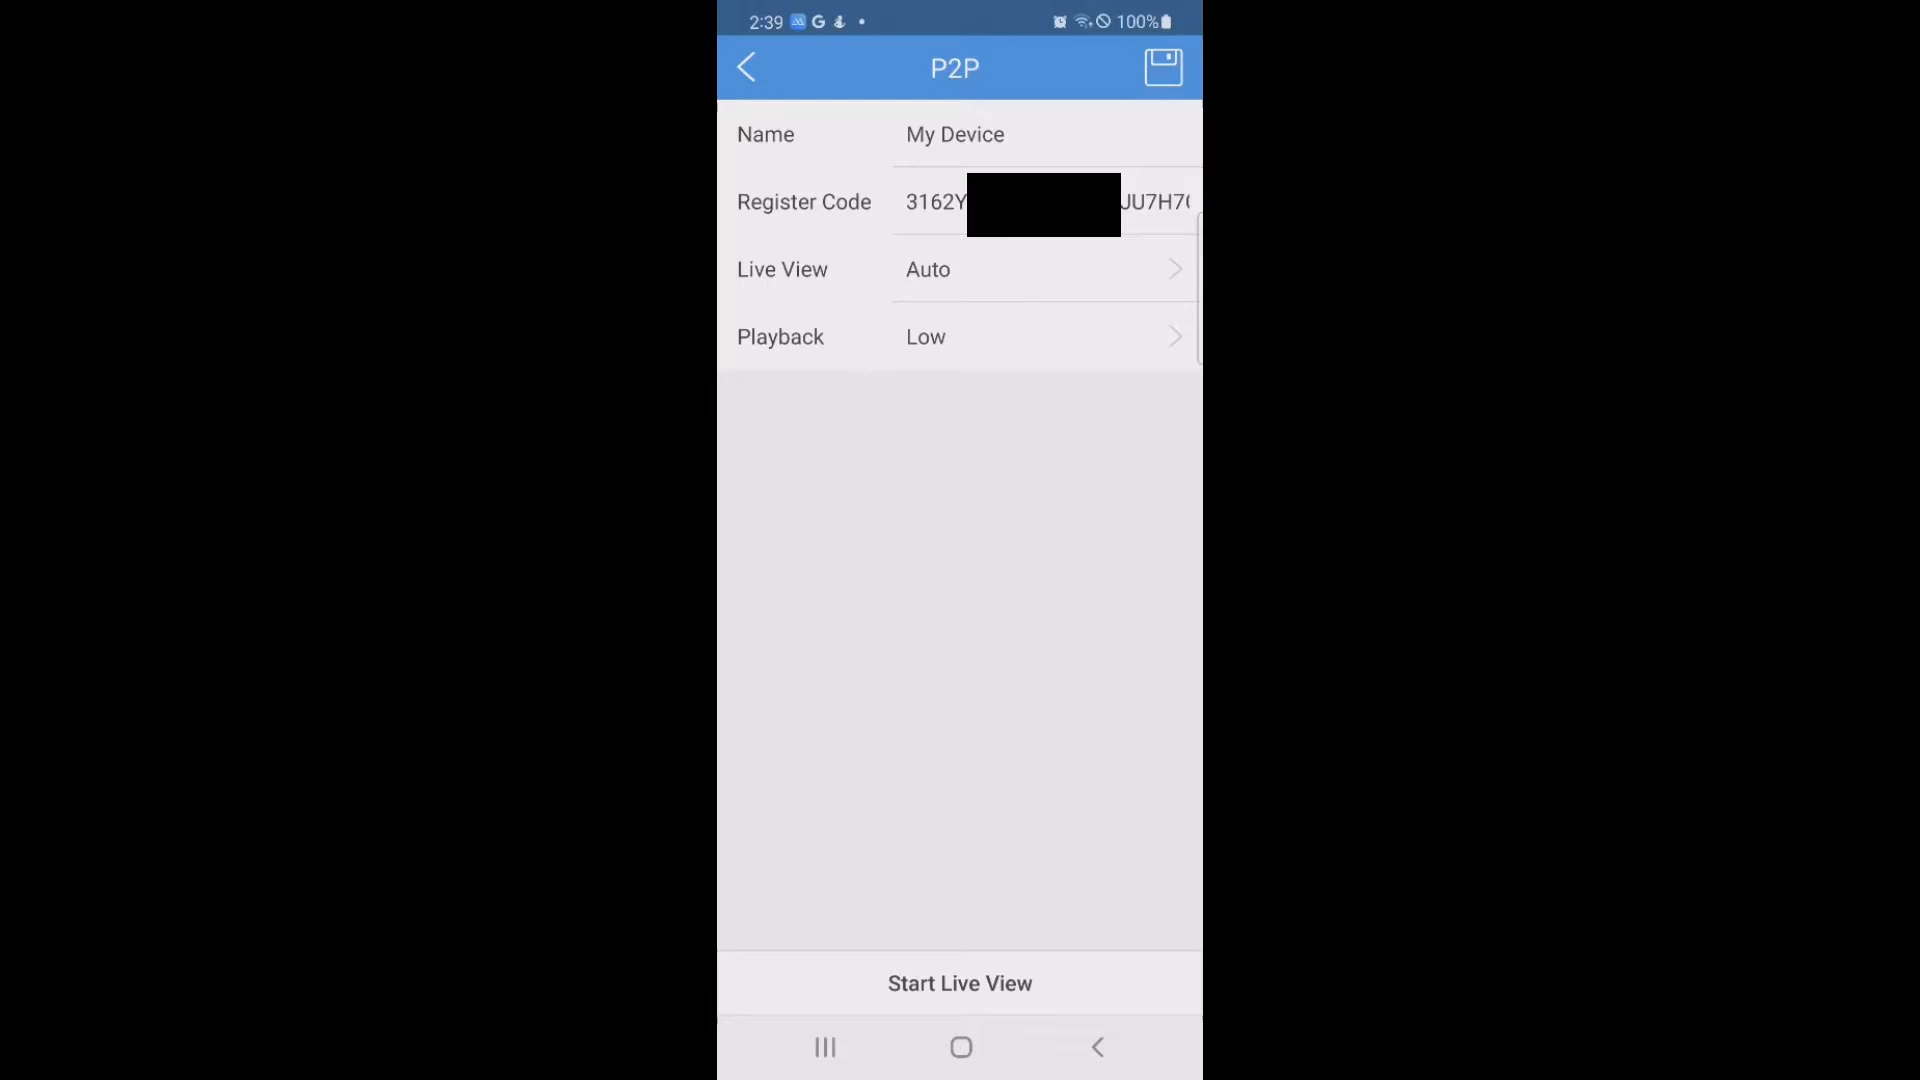 2:39 G 100%
P2P
Name My Device
Register Code 3162Y JU7H7
Live View Auto
Playback Low
Start Live View